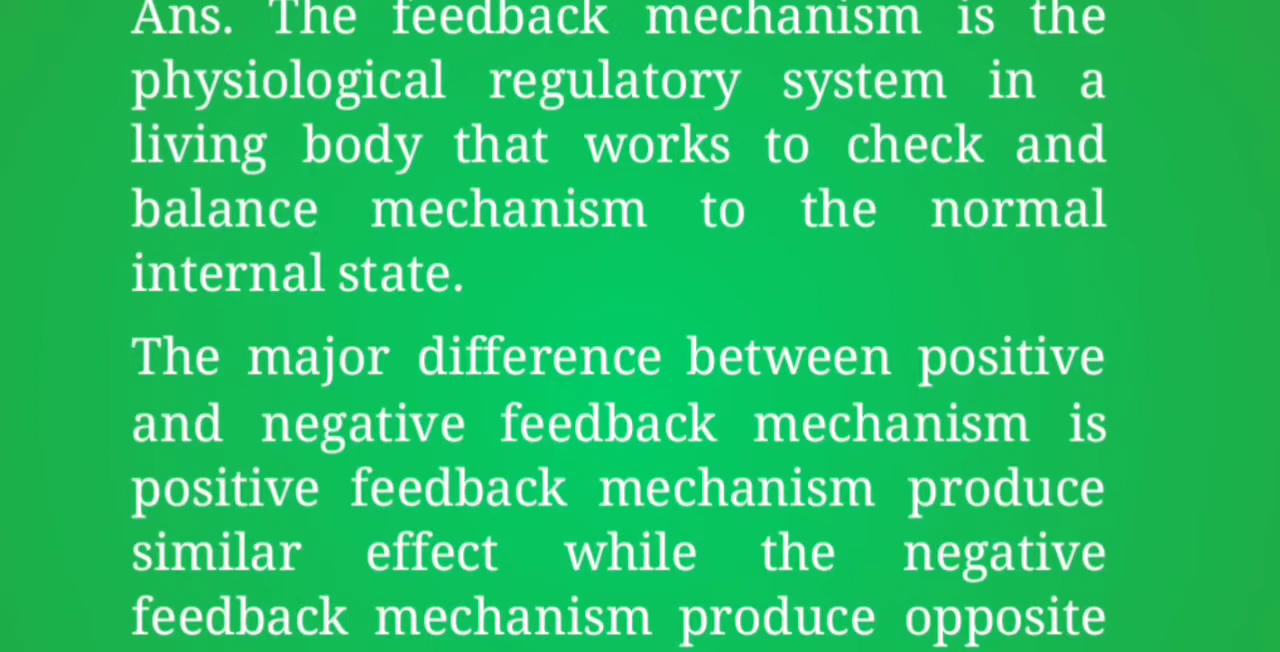 Ans. The feedback mechanism is the
physiological regulatory system in a
living body that works to check and
balance mechanism to the normal
internal state.
The major difference between positive
and negative feedback mechanism is
positive feedback mechanism produce
similar effect while the negative
feedback mechanism produce opposite